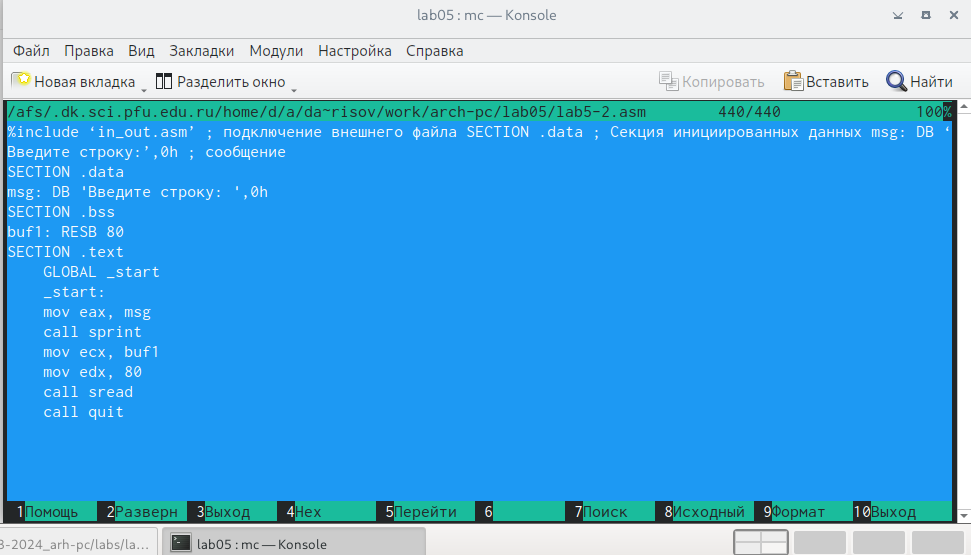 lab05 : mc — Konsole
Файл Правка Вид Закладки Модули Настройка Справка
Новая вкладка Разделить окно Копировать Вставить Найти
/afs/.dk.sci.pfu.edu.ru/home/d/a/da~risov/work/arch-pc/lab05/lab5-2.asm 440/440 100%
%include ‘in_out.asm’ ; подключение внешнего файла SECTION .data ; Секция инициированных данных msg: DB ‘
Введите строку:’,0h ; сообщение
SECTION .data
msg: DB 'Введите строку: ',0h
SECTION .bss
buf1: RESB 80
SECTION .text
GLOBAL _start
_start:
mov eax, msg
call sprint
mov ecx, buf1
mov edx, 80
call sread
call quit
1Помощь 2Разверн 3Выход 4Hex 5Перейти 6 7Поиск 8Исходный 9Формат 10Выход
3-2024_arh-pc/labs/la... lab05 : mc — Konsole